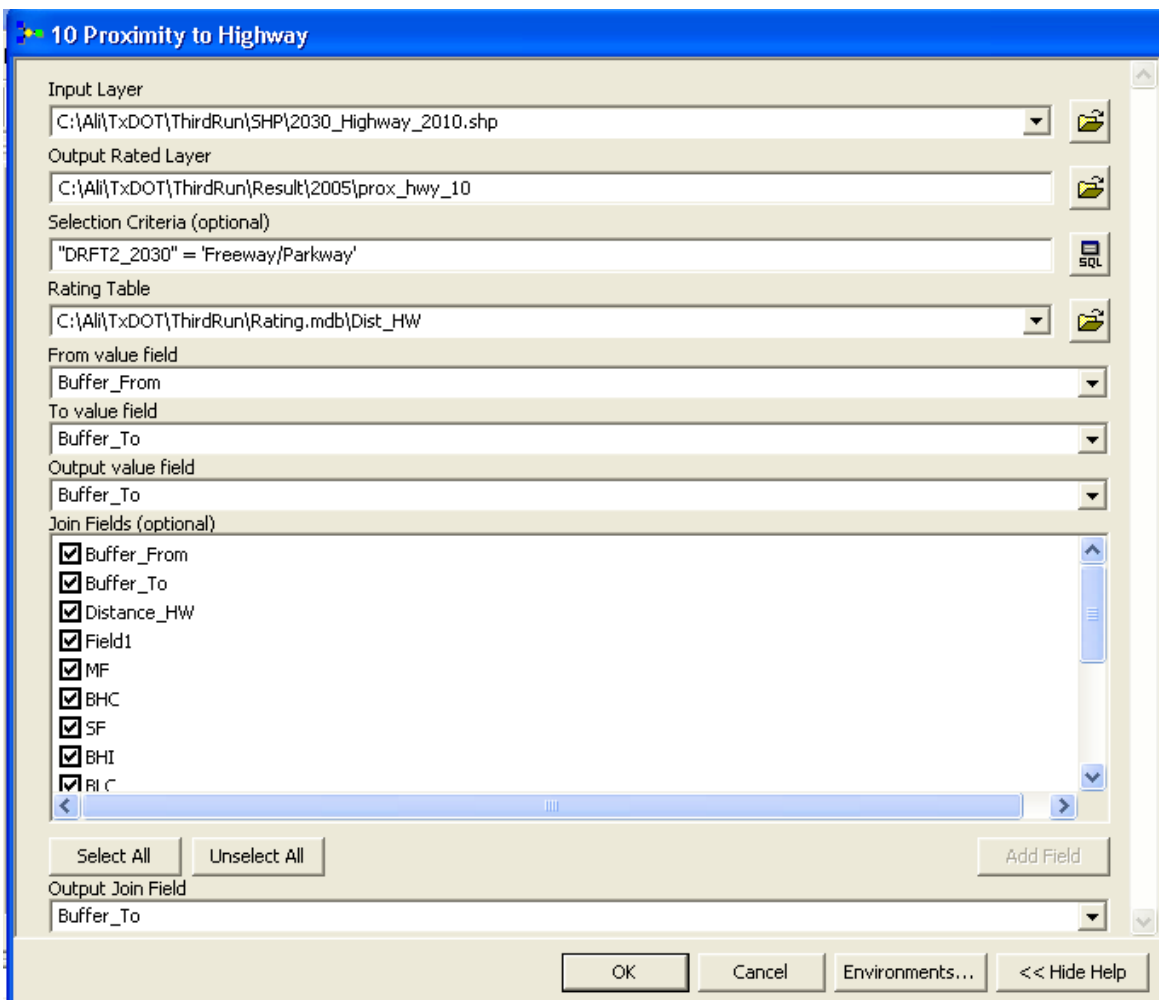 10 Proximity to Highway
Input Layer
C:\Ali\TxDOT\ThirdRun\SHP\2030_Highway_2010.shp
Output Rated Layer
C:\Ali\TxDOT\ThirdRun\Result\2005\prox_hwy_10
Selection Criteria (optional)
"DRFT2_2030" = 'Freeway/Parkway'
SQL
Rating Table
C:\Ali\TxDOT\ThirdRun\Rating.mdb\Dist_HW
From value field
Buffer_From
To value field
Buffer_To
Output value field
Buffer_To
Join Fields (optional)
Buffer_From
Buffer_To
Distance_HW
Field1
MF
BHC
SF
BHI
BLC
Select All Unselect All Add Field
Output Join Field
Buffer_To
OK Cancel Environments... << Hide Help